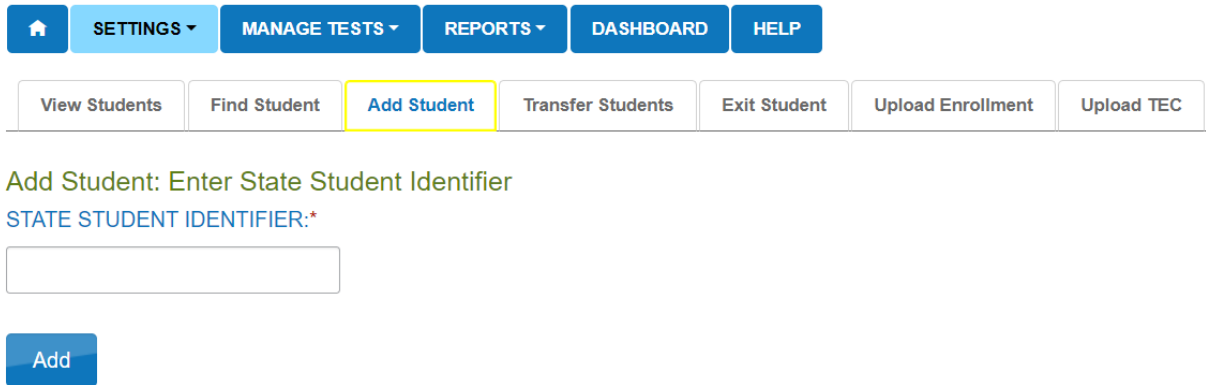 SETTINGS MANAGE TESTS REPORTS DASHBOARD HELP
View Students Find Student Add Student Transfer Students Exit Student Upload Enrollment Upload TEC
Add Student: Enter State Student Identifier
STATE STUDENT IDENTIFIER:*
Add